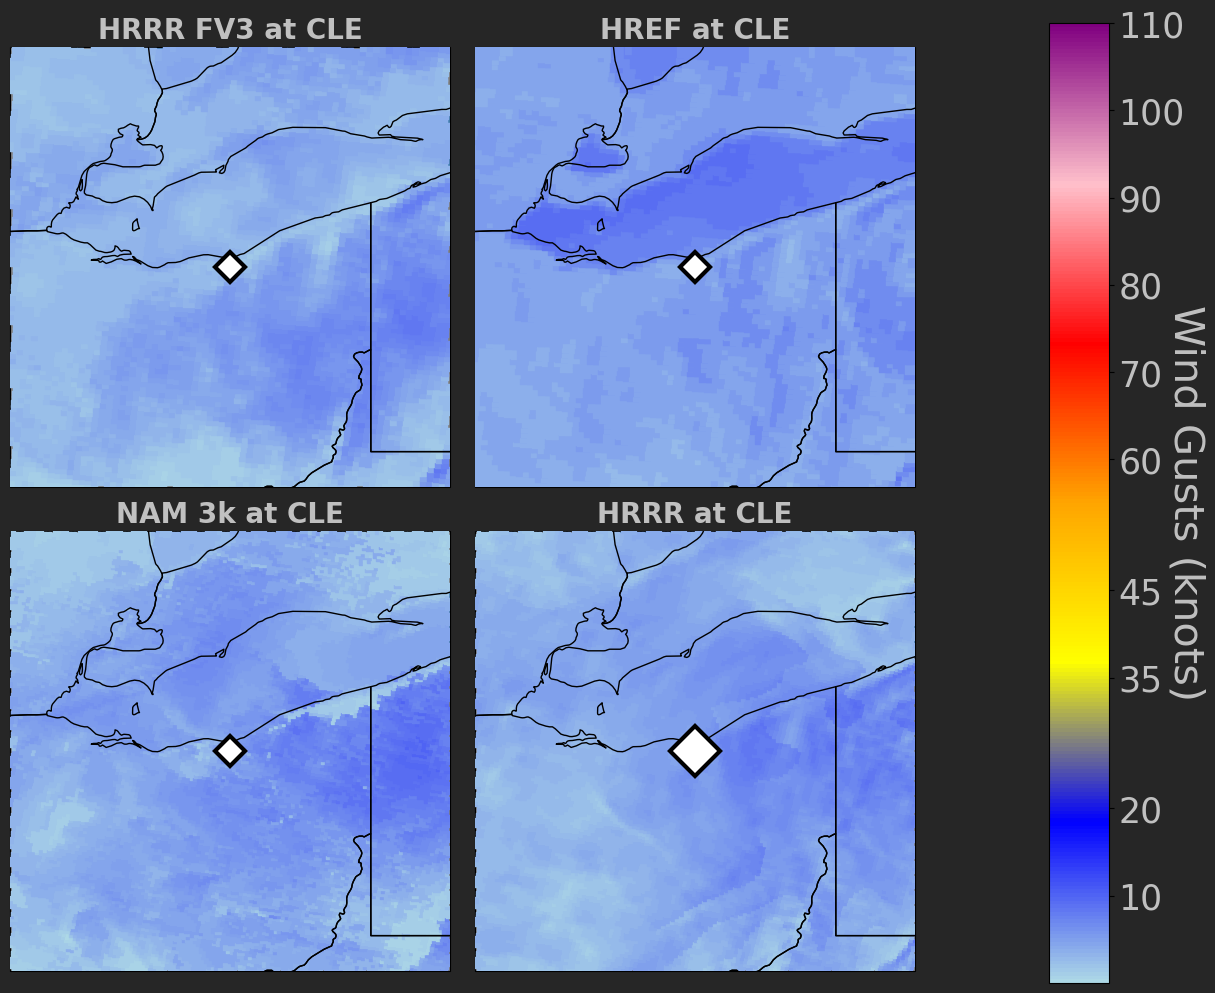 HRRR FV3 at CLE
HREF at CLE
NAM 3k at CLE
HRRR at CLE
110
100
90
80
70
60
45
35
20
10
Wind Gusts (knots)